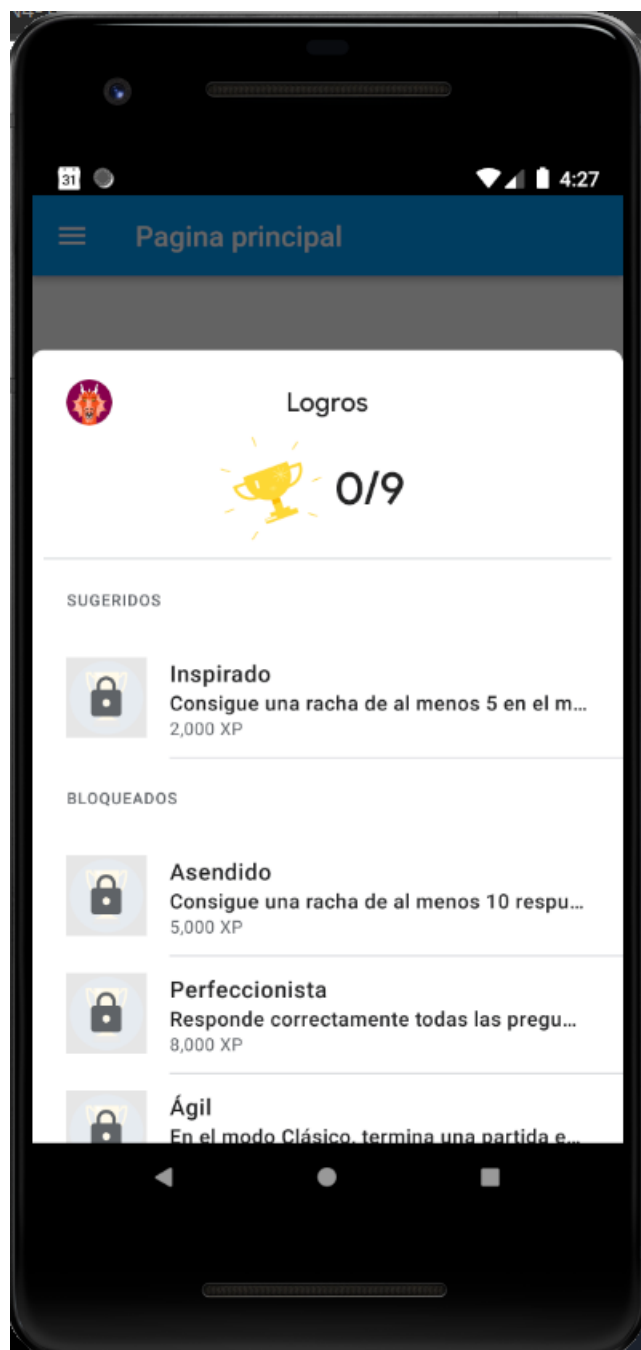 31
4:27
Pagina principal
Logros
0/9
SUGERIDOS
Inspirado
Consigue una racha de al menos 5 en el m...
2,000 XP
BLOQUEADOS
Asendido
Consigue una racha de al menos 10 respu...
5,000 XP
Perfeccionista
Responde correctamente todas las pregu...
8,000 XP
Ágil
En el modo Clásico, termina una partida e...